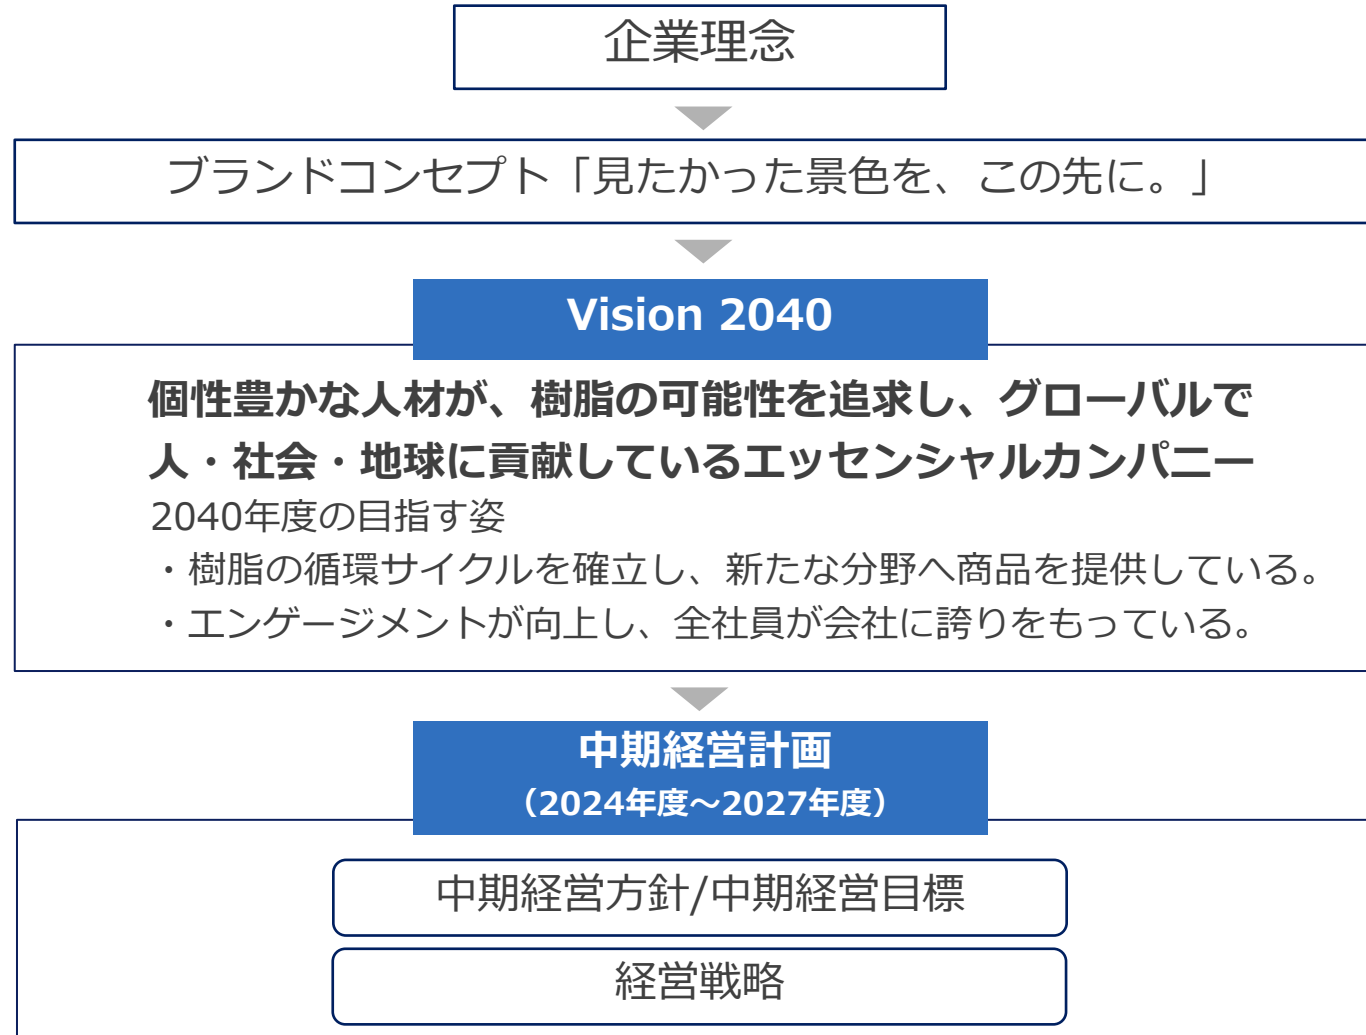 企業理念
ブランドコンセプト「見たかった景色を、この先に。」
Vision 2040
個性豊かな人材が、樹脂の可能性を追求し、グローバルで
人・社会・地球に貢献しているエッセンシャルカンパニー
2040年度の目指す姿
・樹脂の循環サイクルを確立し、新たな分野へ商品を提供している。
・エンゲージメントが向上し、全社員が会社に誇りをもっている。
中期経営計画
（2024年度～2027年度）
中期経営方針/中期経営目標
経営戦略